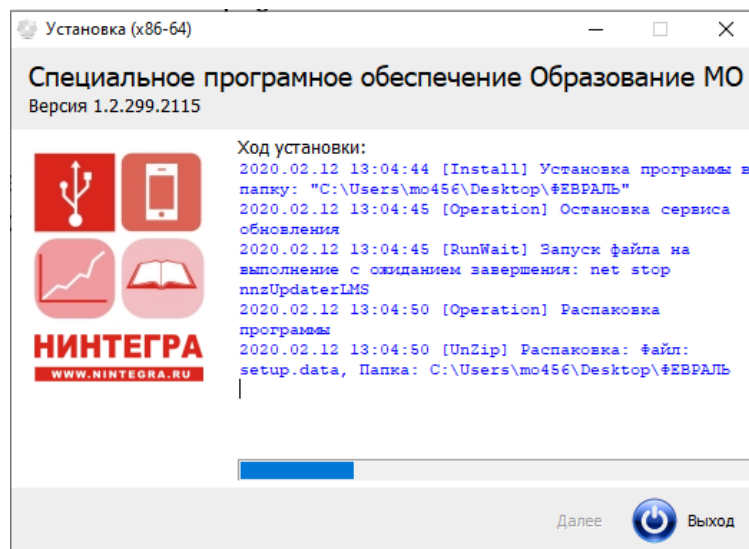 Установка (x86-64)
Специальное програмное обеспечение Образование МО
Версия 1.2.299.2115
Ход установки:
2020.02.12 13:04:44 [Install] Установка программы в
папку: "C:\Users\mo456\Desktop\ФЕВРАЛЬ"
2020.02.12 13:04:45 [Operation] Остановка сервиса
обновления
2020.02.12 13:04:45 [RunWait] Запуск файла на
выполнение с ожиданием завершения: net stop
nnzUpdaterLMS
2020.02.12 13:04:50 [Operation] Распаковка
программы
2020.02.12 13:04:50 [UnZip] Распаковка: Файл:
setup.data, Папка: C:\Users\mo456\Desktop\ФЕВРАЛЬ
НИНТЕГРА
WWW.NINTEGRA.RU
Далее
Выход